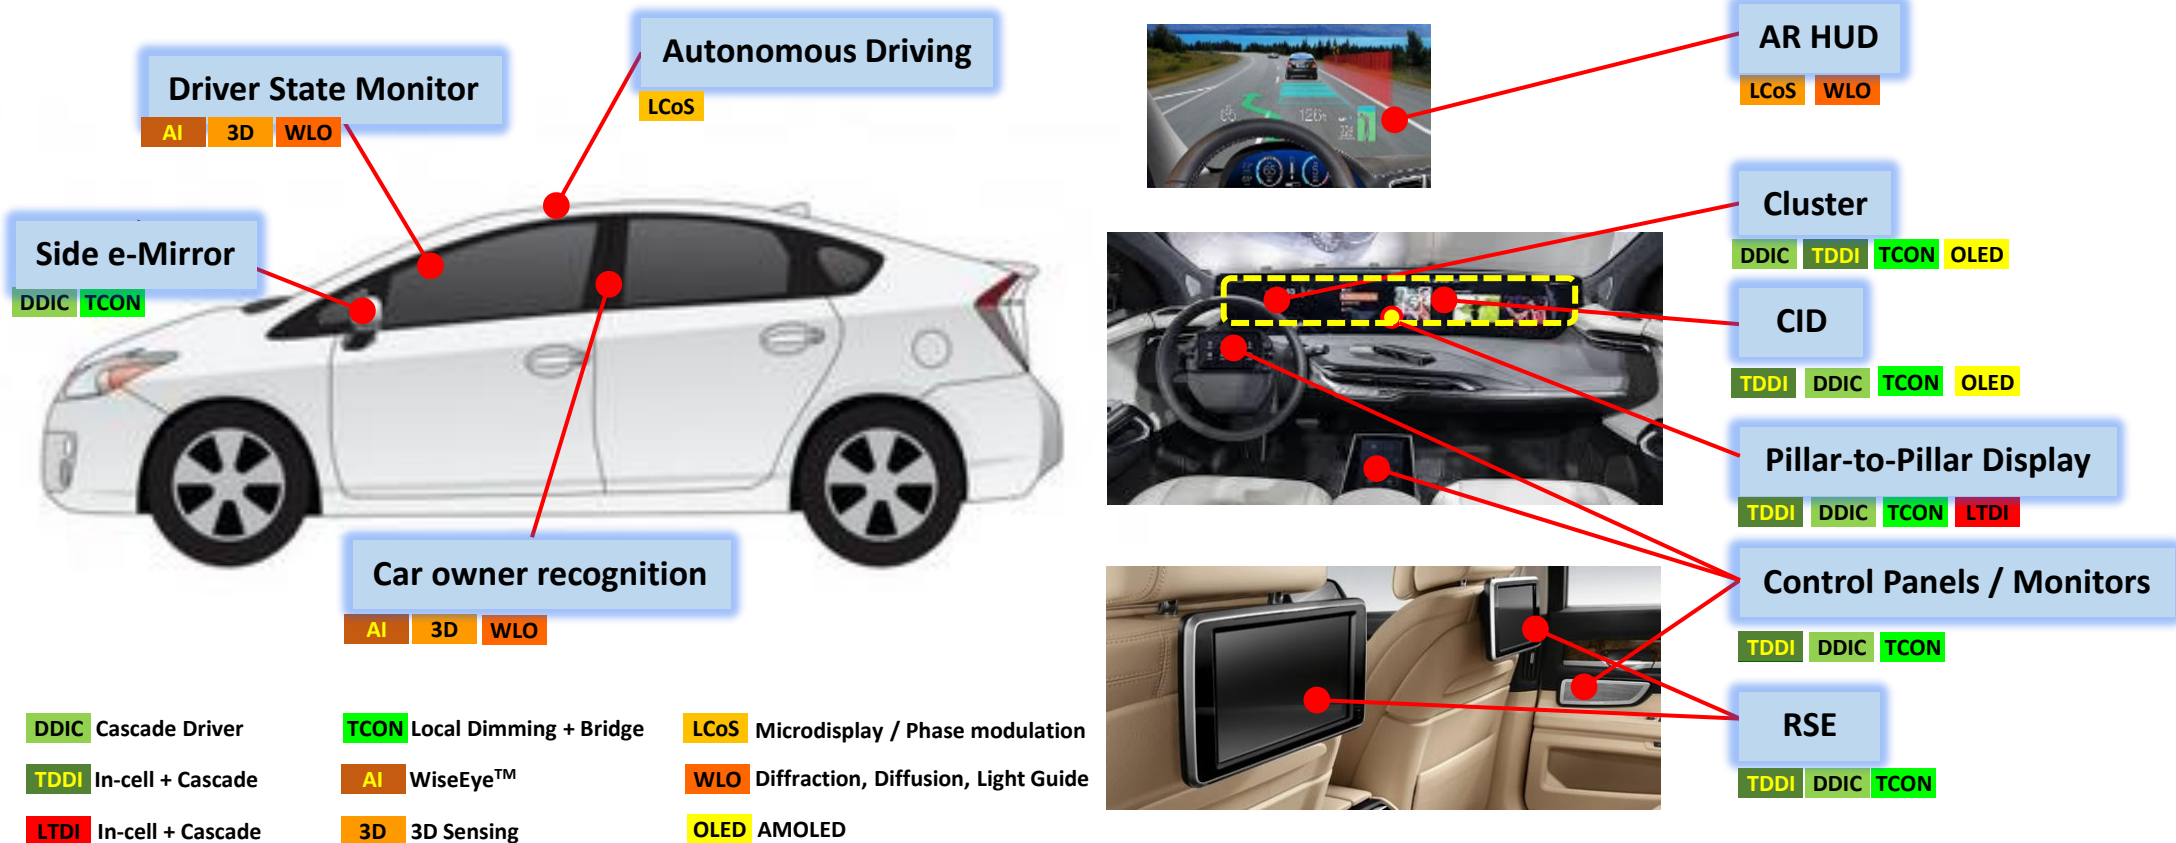 Autonomous Driving
LCoS
Driver State Monitor
AI 3D WLO
Side e-Mirror
DDIC TCON
Car owner recognition
AI 3D WLO
AR HUD
LCoS WLO
Cluster
DDIC TDDI TCON OLED
CID
TDDI DDIC TCON OLED
Pillar-to-Pillar Display
TDDI DDIC TCON LTDI
Control Panels / Monitors
TDDI DDIC TCON
RSE
TDDI DDIC TCON
DDIC Cascade Driver
TDDI In-cell + Cascade
LTDI In-cell + Cascade
TCON Local Dimming + Bridge
AI WiseEye™
3D 3D Sensing
LCoS Microdisplay / Phase modulation
WLO Diffraction, Diffusion, Light Guide
OLED AMOLED